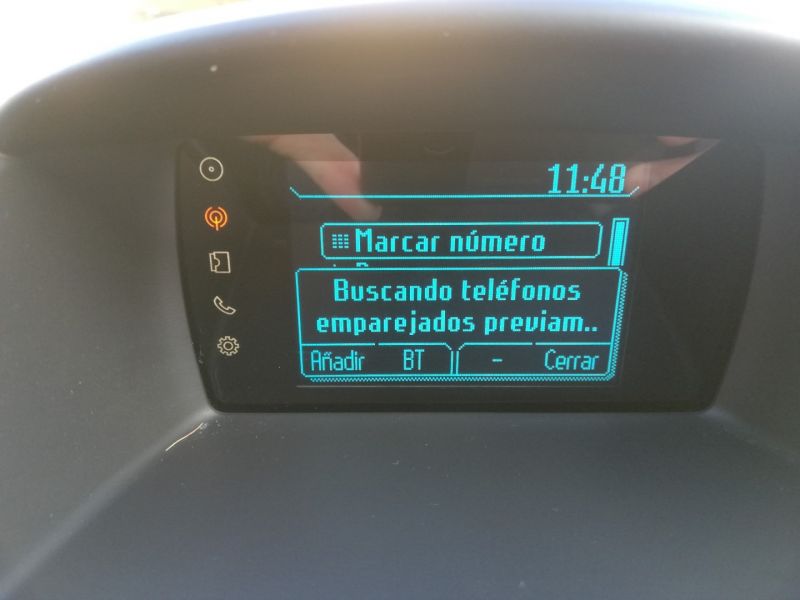 11:48
Marcar número
Buscando teléfonos
emparejados previam..
Añadir BT - Cerrar